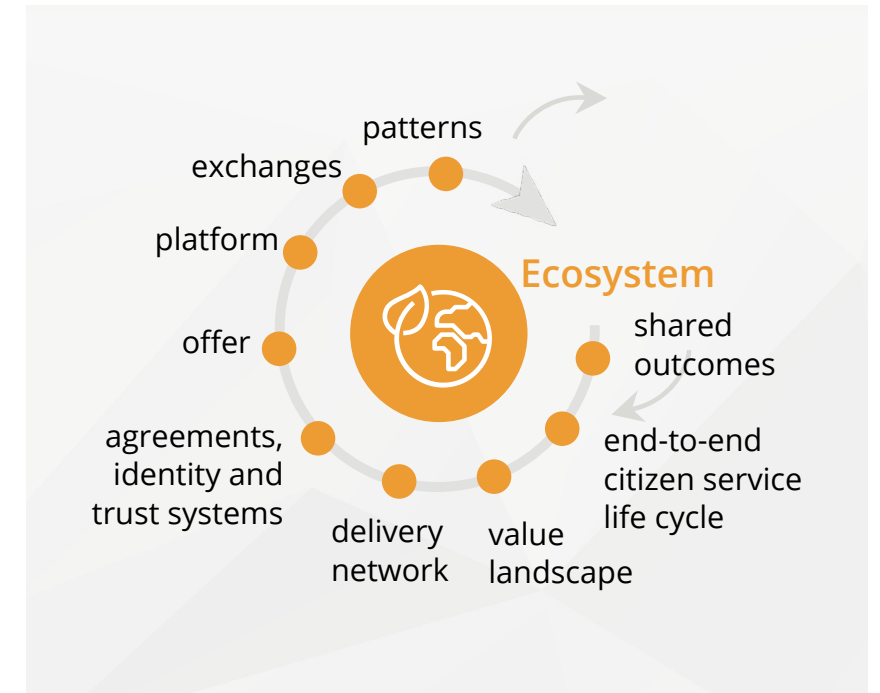 patterns
exchanges
platform
Ecosystem
shared
outcomes
offer
agreements,
identity and
trust systems
end-to-end
citizen service
life cycle
delivery
network
value
landscape